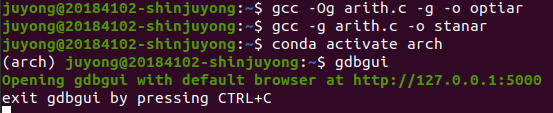 juyong@20184102-shinjuyong:~$ gcc -Og arith.c -g -o optiar
juyong@20184102-shinjuyong:~$ gcc -g arith.c -o stanar
juyong@20184102-shinjuyong:~$ conda activate arch
(arch) juyong@20184102-shinjuyong:~$ gdbgui
Opening gdbgui with default browser at http://127.0.0.1:5000
exit gdbgui by pressing CTRL+C